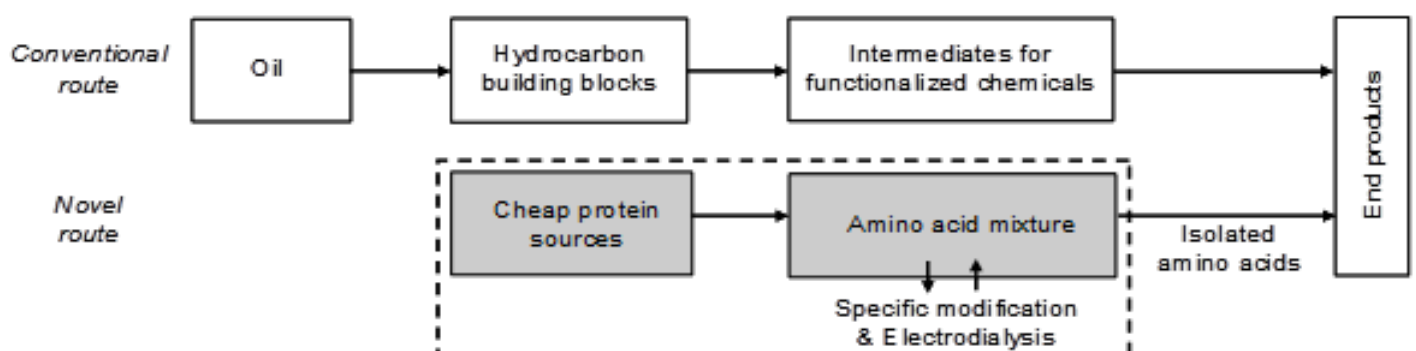 Conventional
route
Oil
Hydrocarbon
building blocks
Intermediates for
functionalized chemicals
End products
Novel
route
Cheap protein
sources
Amino acid mixture
Isolated
amino acids
Specific modification
& Electrodialysis